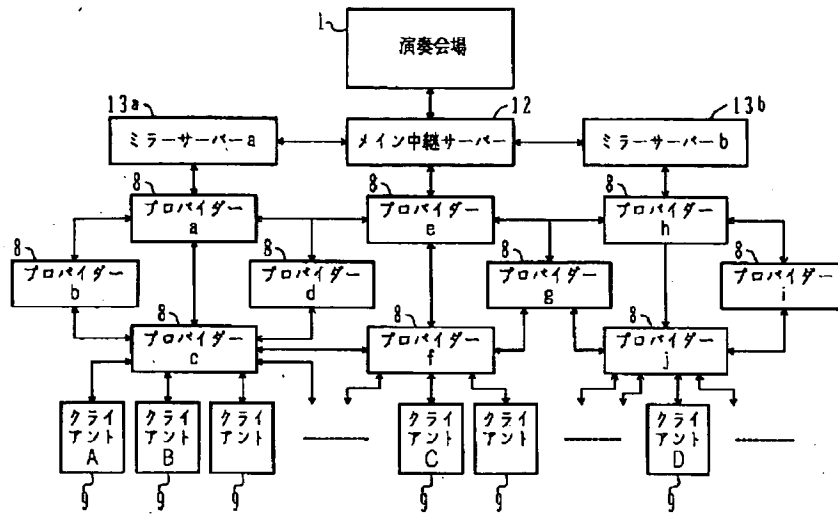 1
演奏会場
13a
12
13b
ミラーサーバーa
メイン中継サーバー
ミラーサーバーb
8
プロバイダー
a
8
プロバイダー
e
8
プロバイダー
h
8
プロバイダー
b
8
プロバイダー
d
8
プロバイダー
g
8
プロバイダー
i
8
プロバイダー
c
8
プロバイダー
f
8
プロバイダー
j
クライ
アント
A
クライ
アント
B
クライ
アント
クライ
アント
C
クライ
アント
クライ
アント
D
9
9
9
9
9
9